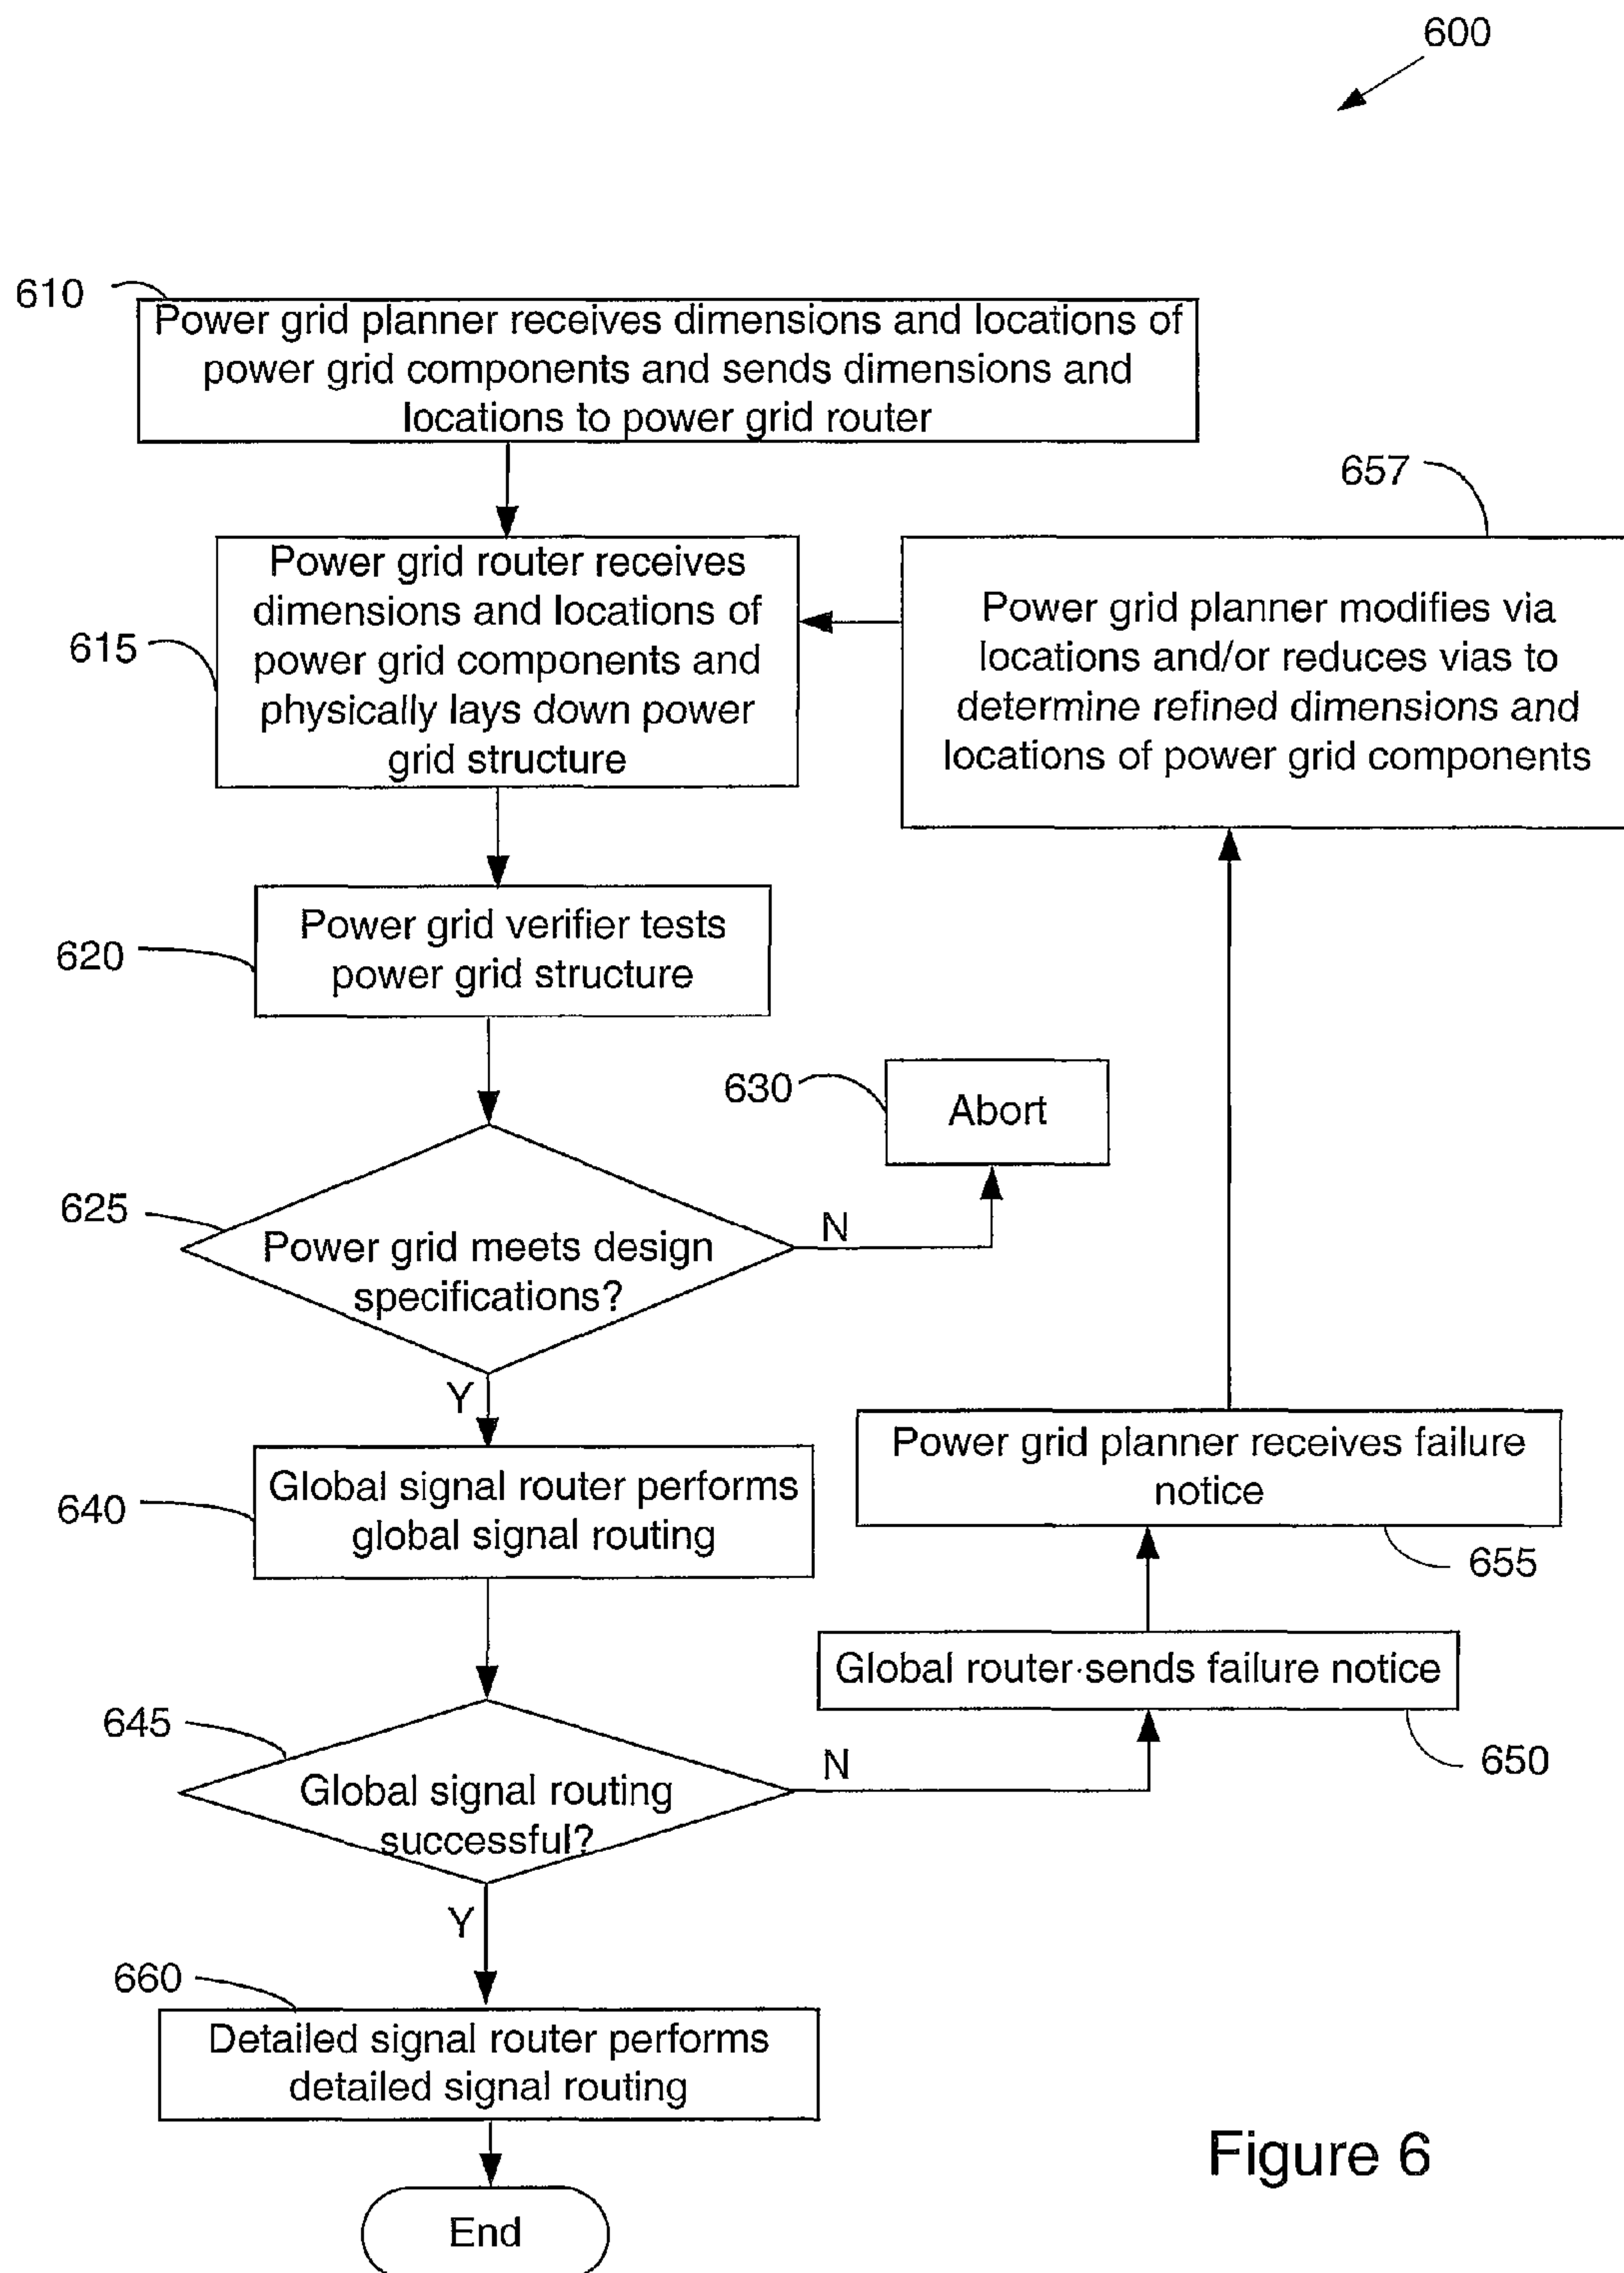 600
610
Power grid planner receives dimensions and locations of
power grid components and sends dimensions and
locations to power grid router
657
615
Power grid router receives
dimensions and locations of
power grid components and
physically lays down power
grid structure
Power grid planner modifies via
locations and/or reduces vias to
determine refined dimensions and
locations of power grid components
620
Power grid verifier tests
power grid structure
630
Abort
625
Power grid meets design
specifications?
N
Y
640
Global signal router performs
global signal routing
Power grid planner receives failure
notice
655
Global router sends failure notice
650
645
Global signal routing
successful?
N
Y
660
Detailed signal router performs
detailed signal routing
End
Figure 6